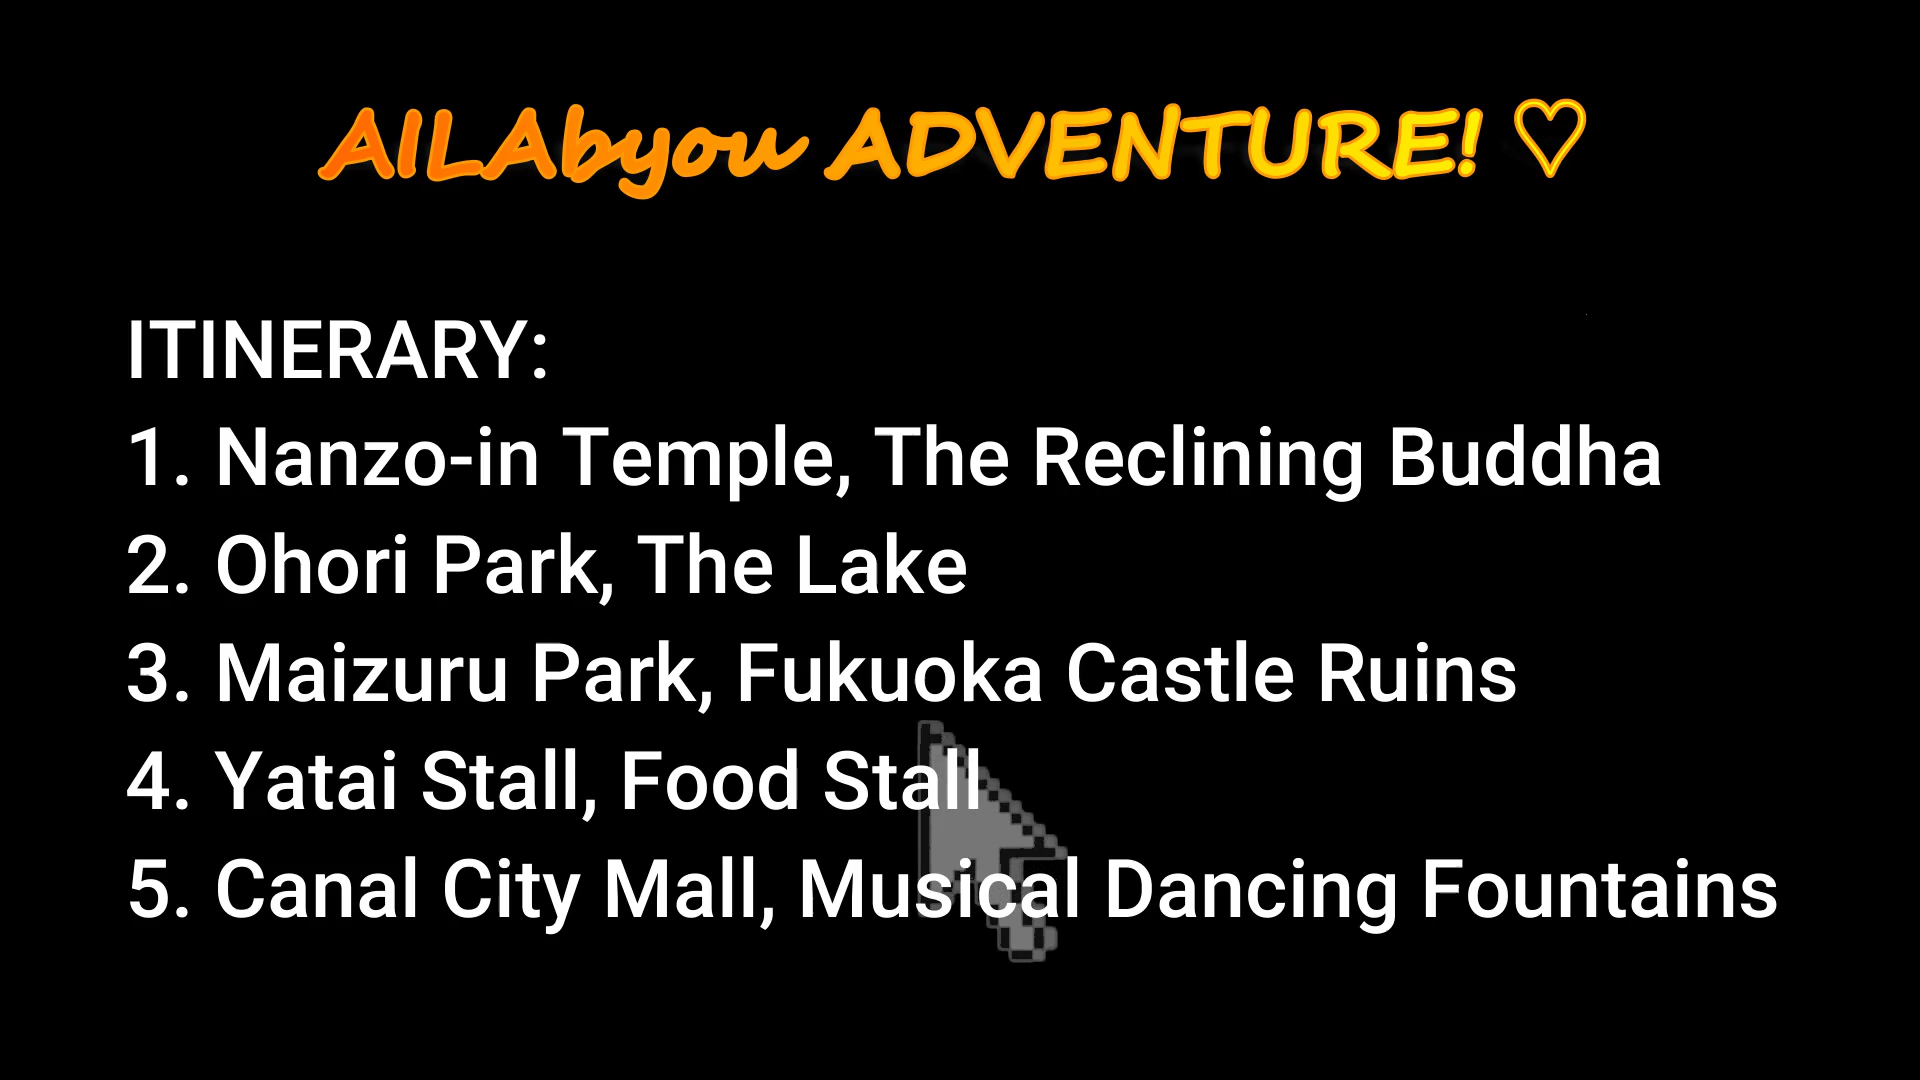 AILAbyou ADVENTURE! ♡
ITINERARY:
1. Nanzo-in Temple, The Reclining Buddha
2. Ohori Park, The Lake
3. Maizuru Park, Fukuoka Castle Ruins
4. Yatai Stall, Food Stall
5. Canal City Mall, Musical Dancing Fountains